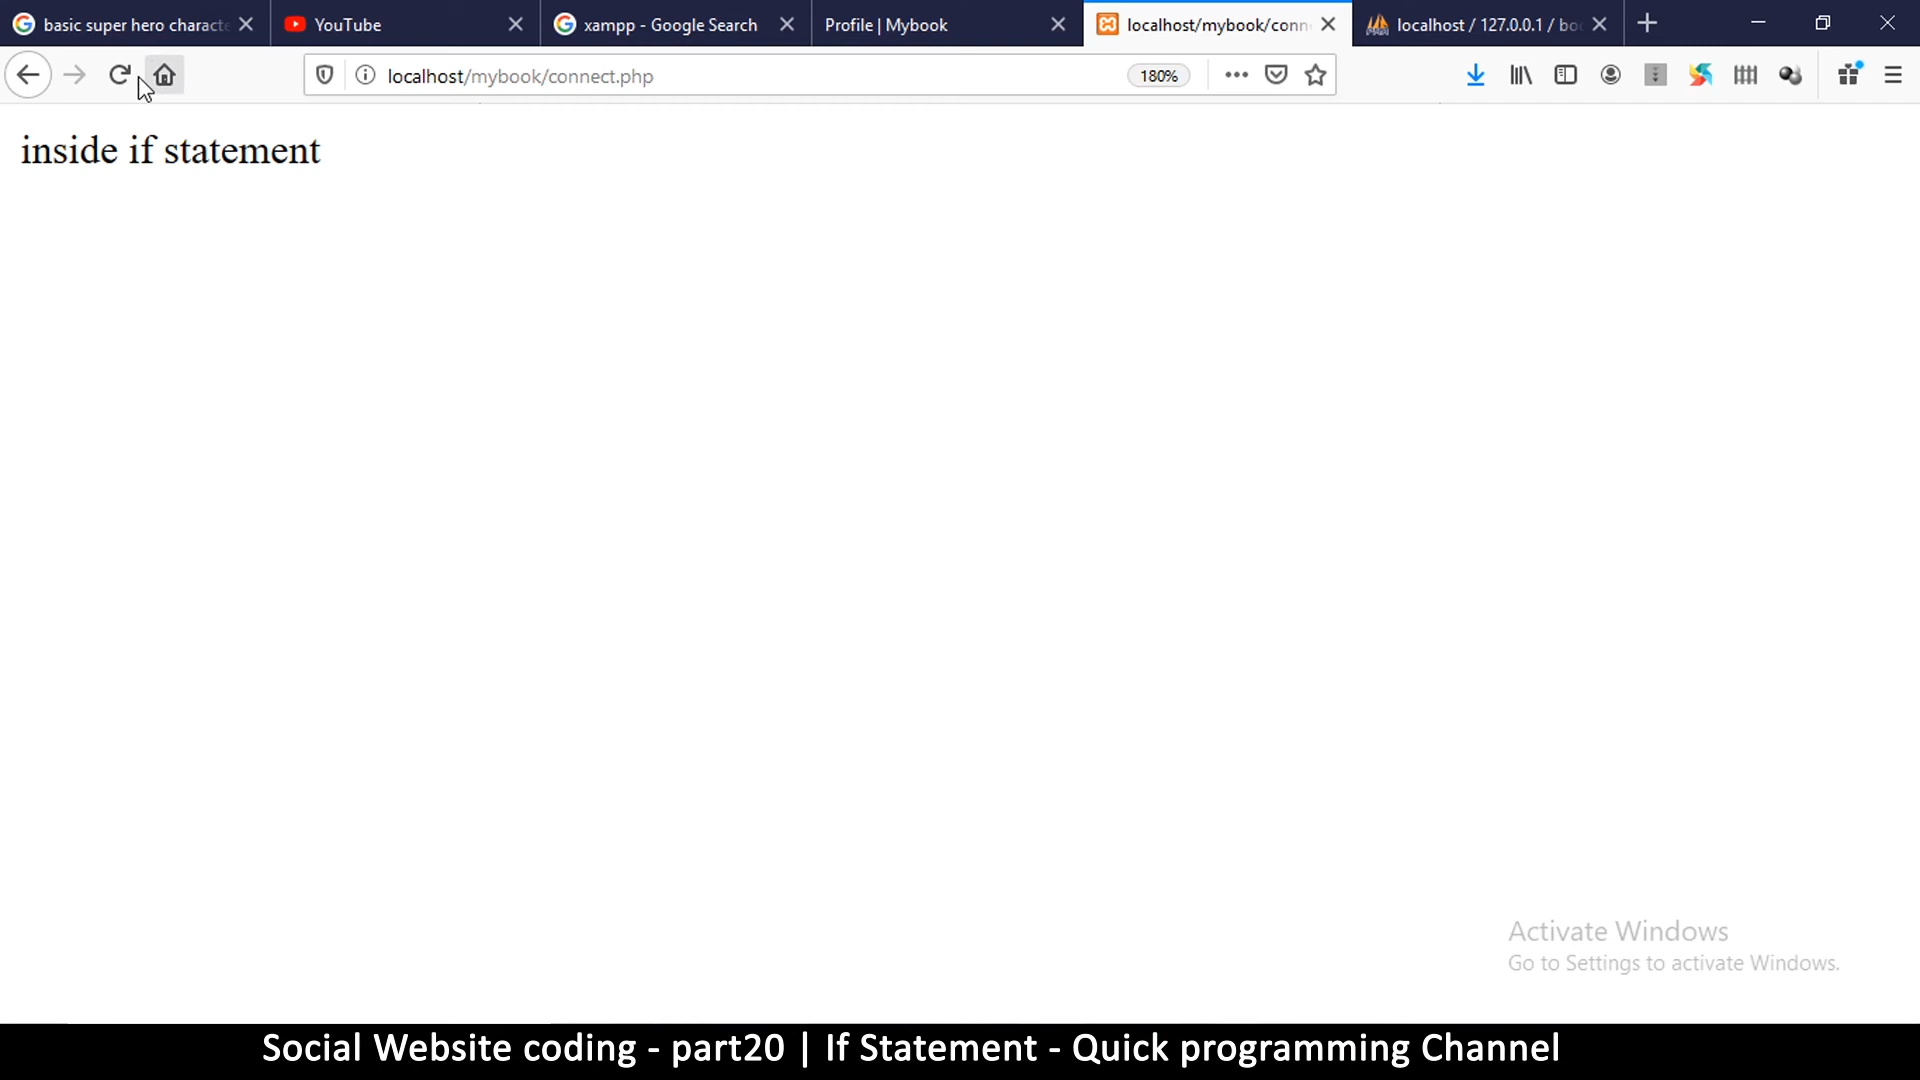 basic super hero characte
YouTube
xampp - Google Search
Profile | Mybook
localhost/mybook/conn
localhost / 127.0.0.1 / bo
localhost/mybook/connect.php
180%
inside if statement
Activate Windows
Go to Settings to activate Windows.
Social Website coding - part20 | If Statement - Quick programming Channel